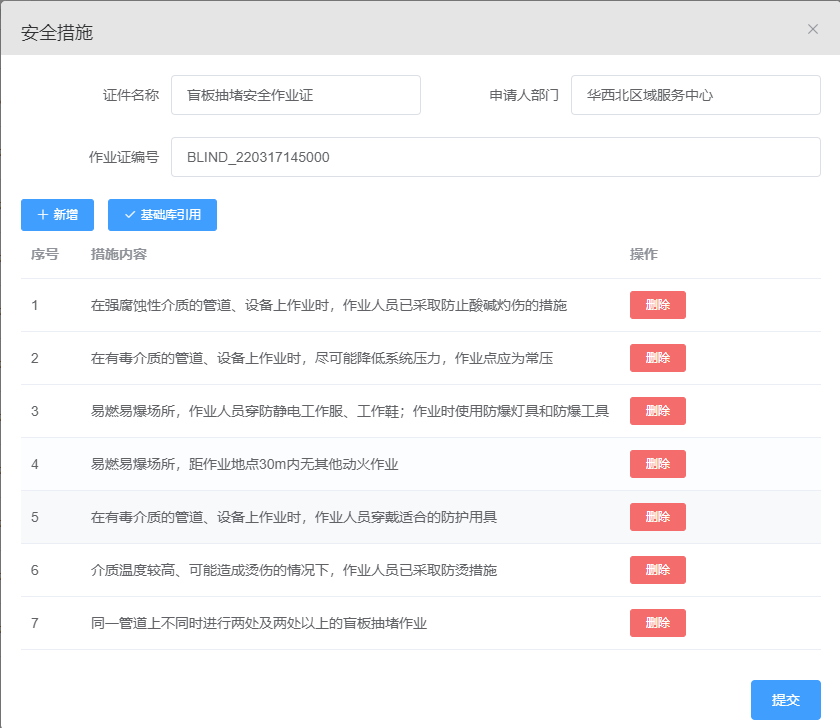 安全措施
证件名称 盲板抽堵安全作业证 申请人部门 华西北区域服务中心
作业证编号 BLIND_220317145000
新增 基础库引用
序号 措施内容 操作
1 在强腐蚀性介质的管道、设备上作业时，作业人员已采取防止酸碱灼伤的措施 删除
2 在有毒介质的管道、设备上作业时，尽可能降低系统压力，作业点应为常压 删除
3 易燃易爆场所，作业人员穿防静电工作服、工作鞋；作业时使用防爆灯具和防爆工具 删除
4 易燃易爆场所，距作业地点30m内无其他动火作业 删除
5 在有毒介质的管道、设备上作业时，作业人员穿戴适合的防护用具 删除
6 介质温度较高、可能造成烫伤的情况下，作业人员已采取防烫措施 删除
7 同一管道上不同时进行两处及两处以上的盲板抽堵作业 删除
提交